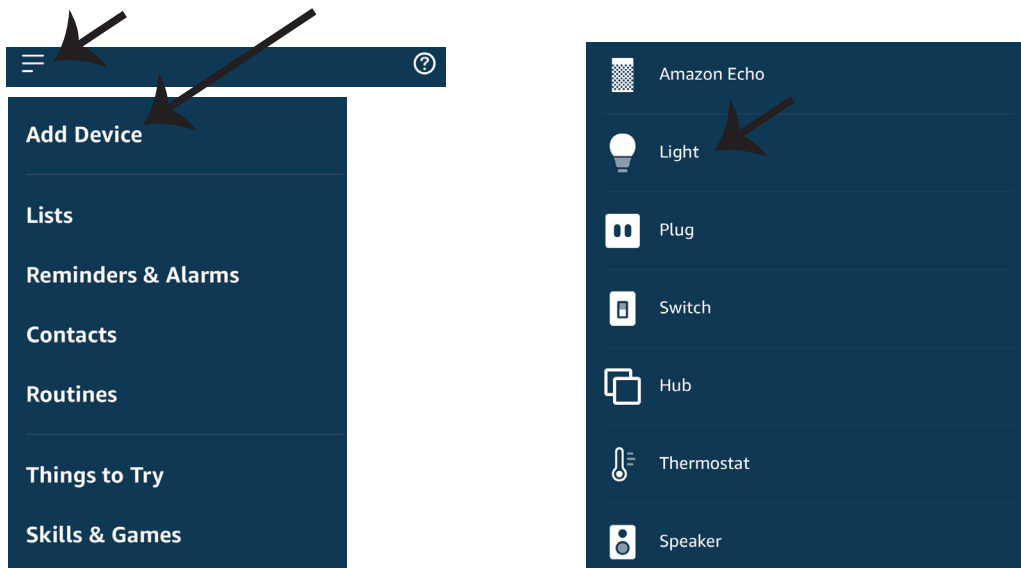 Add Device
Lists
Reminders & Alarms
Contacts
Routines
Things to Try
Skills & Games
Amazon Echo
Light
Plug
Switch
Hub
Thermostat
Speaker